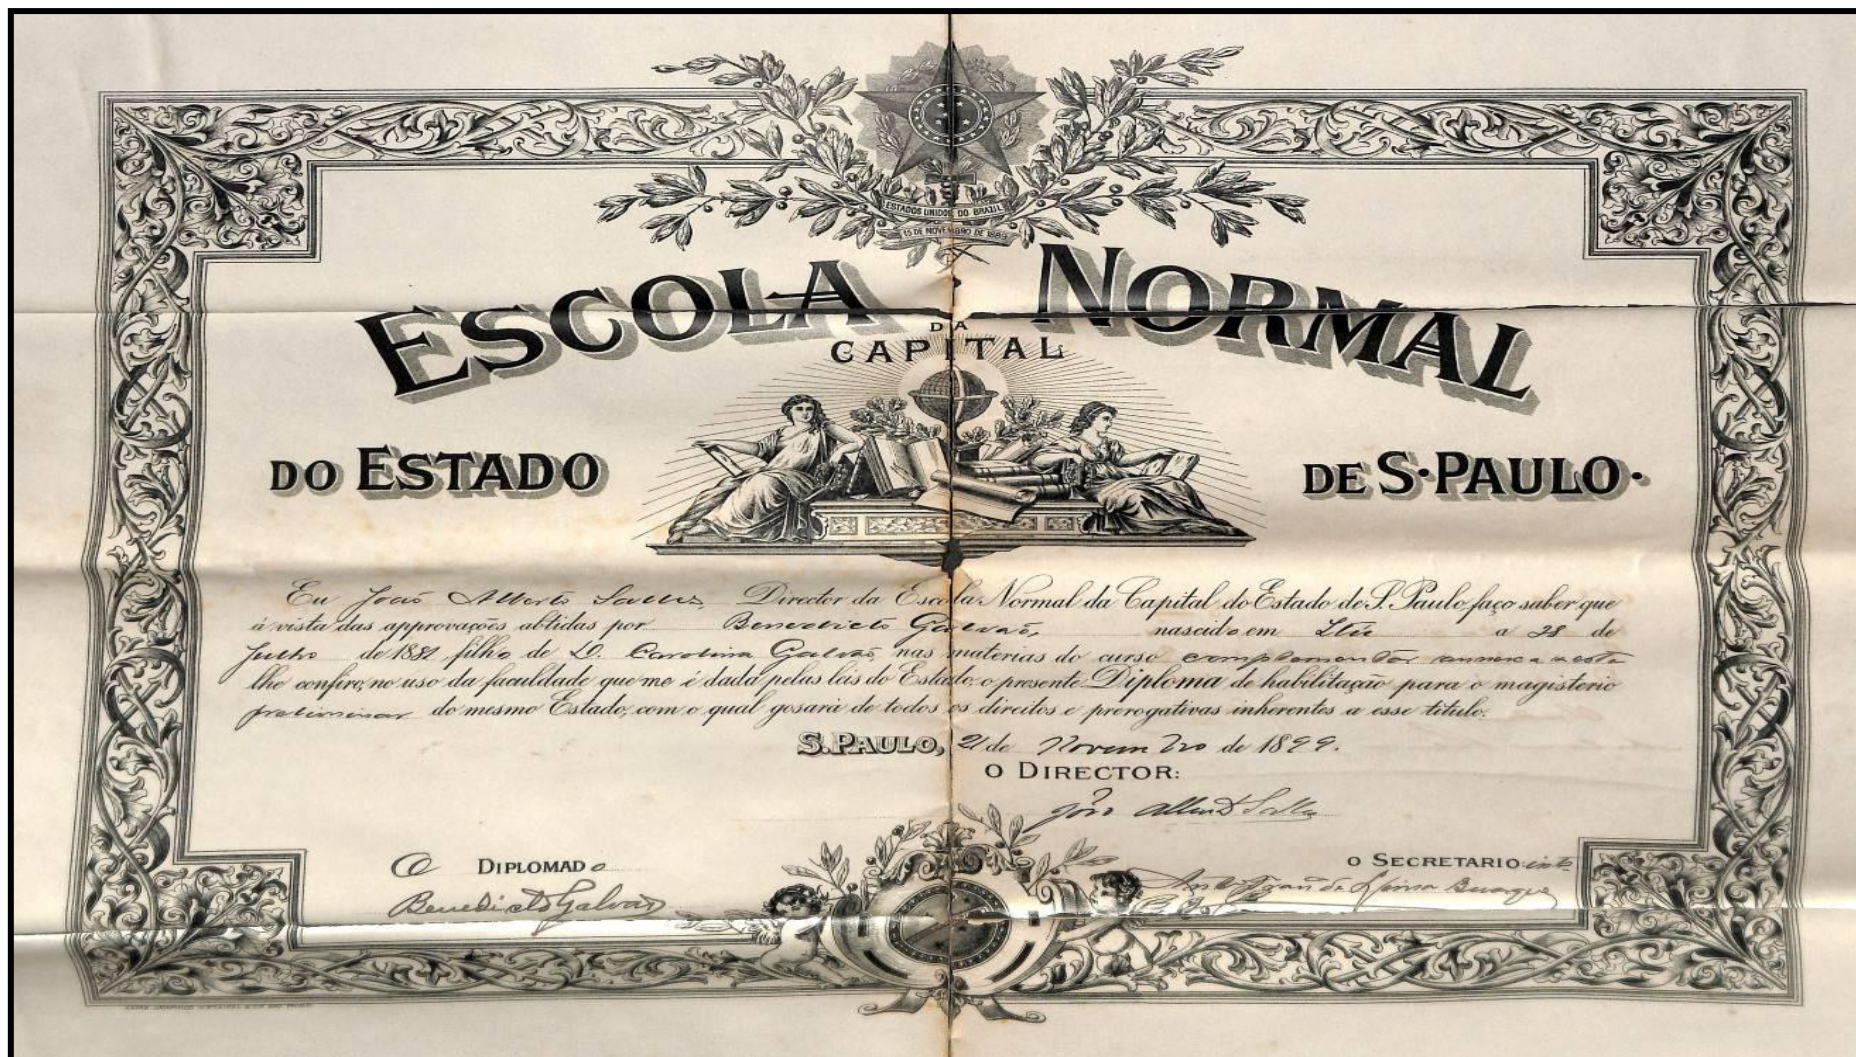 ESTADOS UNIDOS DO BRAZIL
15 DE NOVEMBRO DE 1889
ESCOLA NORMAL
DA
CAPITAL
DO ESTADO DE S. PAULO.
Eu João Alberto Salles, Director da Escola Normal da Capital do Estado de S. Paulo, faço saber que
á vista das approvações obtidas por Benedicto Galvão, nascido em Itú a 28 de
Julho de 1881 filho de D. Carolina Galvão, nas materias do curso complementar annexo a esta
lhe confiro, no uso da faculdade que me é dada pelas leis do Estado, o presente Diploma de habilitação para o magisterio
preliminar do mesmo Estado, com o qual gosará de todos os direitos e prerogativas inherentes a esse titulo.
S. PAULO, 21 de Novembro de 1899.
O DIRECTOR:
João Alberto Salles
O DIPLOMADO
O SECRETARIO int.
Benedicto Galvão